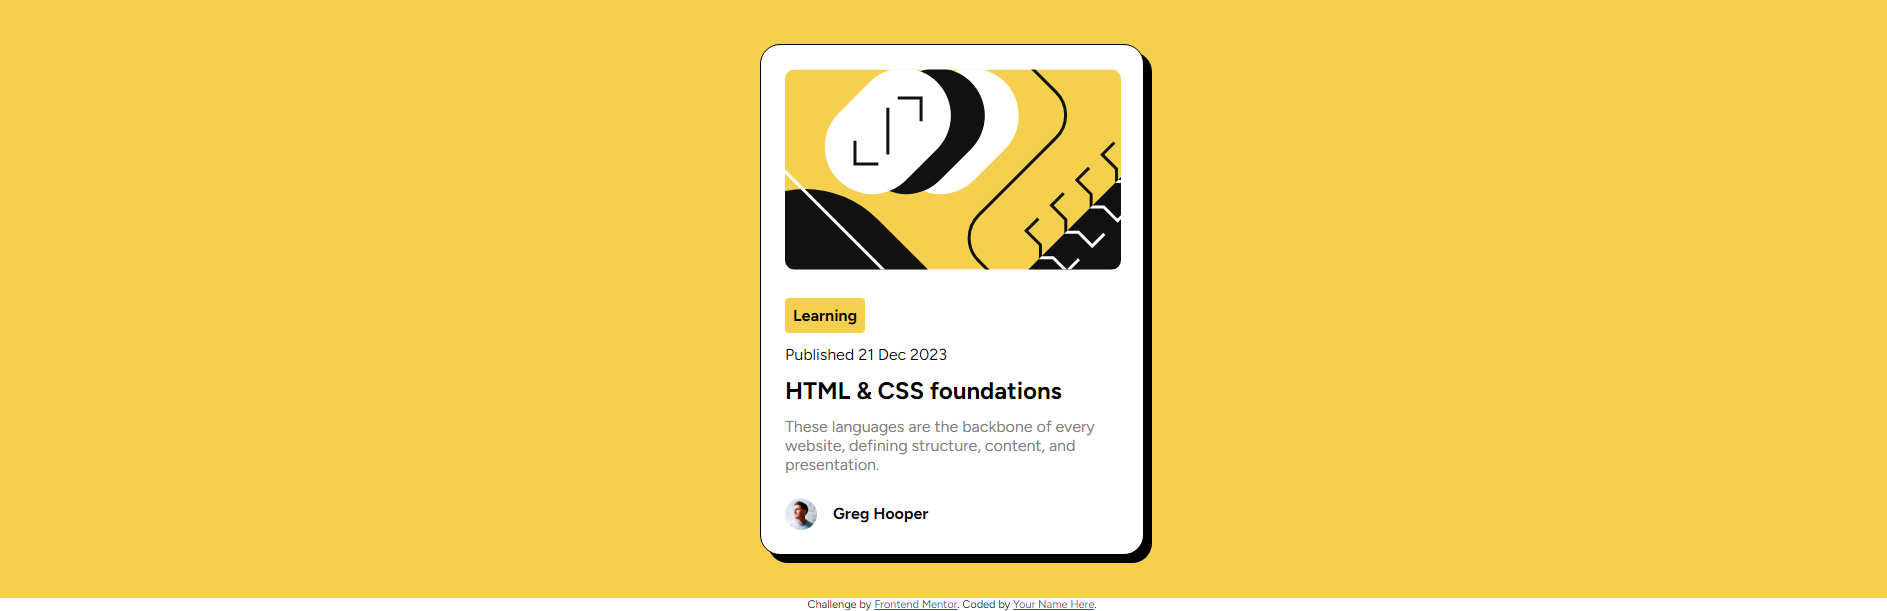 Learning
Published 21 Dec 2023
HTML & CSS foundations
These languages are the backbone of every
website, defining structure, content, and
presentation.
Greg Hooper
Challenge by Frontend Mentor. Coded by Your Name Here.